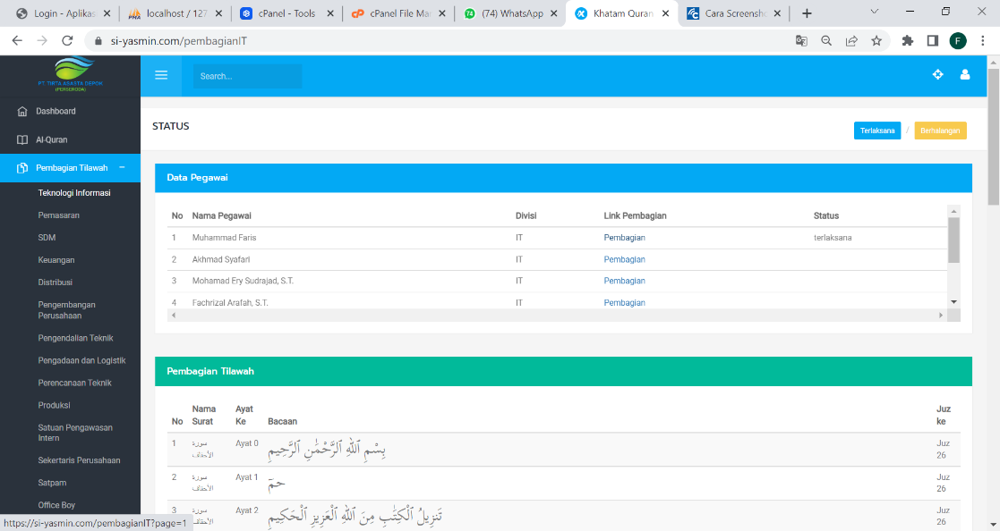 Login - Aplikas
localhost / 127
cPanel - Tools
cPanel File Ma
(74) WhatsApp
Khatam Quran
Cara Screensh
si-yasmin.com/pembagianIT
F
PT. TIRTA ASASTA DEPOK
(PERSERODA)
Search...
Dashboard
Al-Quran
Pembagian Tilawah
Teknologi Informasi
Pemasaran
SDM
Keuangan
Distribusi
Pengembangan
Perusahaan
Pengendalian Teknik
Pengadaan dan Logistik
Perencanaan Teknik
Produksi
Satuan Pengawasan
Intern
Sekertaris Perusahaan
Satpam
Office Boy
STATUS
Terlaksana / Berhalangan
Data Pegawai
No Nama Pegawai Divisi Link Pembagian Status
1 Muhammad Faris IT Pembagian terlaksana
2 Akhmad Syafari IT Pembagian
3 Mohamad Ery Sudrajad, S.T. IT Pembagian
4 Fachrizal Arafah, S.T. IT Pembagian
Pembagian Tilawah
No Nama Surat Ayat Ke Bacaan Juz ke
1 سورة الأحقاف Ayat 0 بِسْمِ ٱللَّهِ ٱلرَّحْمَٰنِ ٱلرَّحِيمِ Juz 26
2 سورة الأحقاف Ayat 1 حمٓ Juz 26
3 سورة الأحقاف Ayat 2 تَنزِيلُ ٱلْكِتَٰبِ مِنَ ٱللَّهِ ٱلْعَزِيزِ ٱلْحَكِيمِ Juz 26
https://si-yasmin.com/pembagianIT?page=1